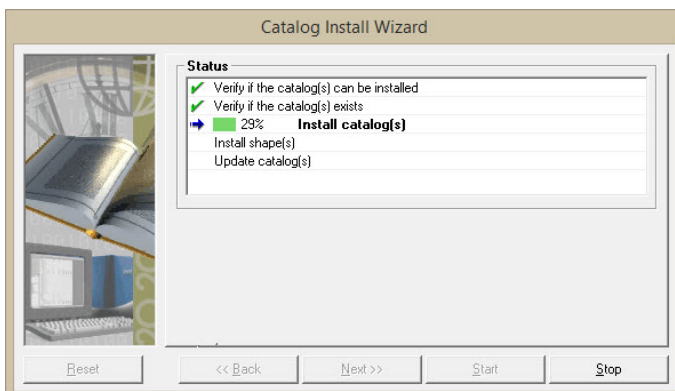 Catalog Install Wizard
Status
Verify if the catalog(s) can be installed
Verify if the catalog(s) exists
29% Install catalog(s)
Install shape(s)
Update catalog(s)
Reset
<< Back
Next >>
Start
Stop